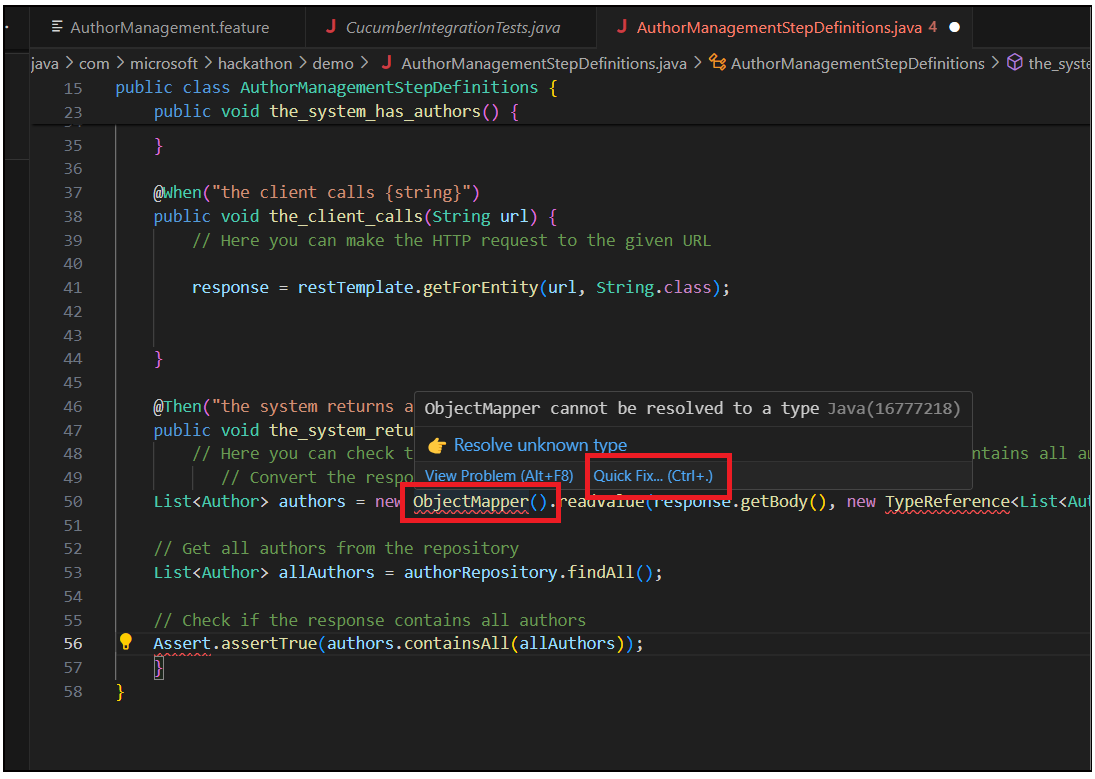 AuthorManagement.feature
J CucumberIntegrationTests.java
J AuthorManagementStepDefinitions.java 4 ●
java > com > microsoft > hackathon > demo > J AuthorManagementStepDefinitions.java > AuthorManagementStepDefinitions > the_syste
15 public class AuthorManagementStepDefinitions {
23 public void the_system_has_authors() {
35 }
36
37 @When("the client calls {string}")
38 public void the_client_calls(String url) {
39 // Here you can make the HTTP request to the given URL
40
41 response = restTemplate.getForEntity(url, String.class);
42
43
44 }
45
46 @Then("the system returns a
47 public void the_system_retu
48 // Here you can check t
ntains all au
49 // Convert the respo
ObjectMapper cannot be resolved to a type Java(16777218)
👉 Resolve unknown type
View Problem (Alt+F8) Quick Fix... (Ctrl+.)
50 List<Author> authors = new ObjectMapper().readValue(response.getBody(), new TypeReference<List<Aut
51
52 // Get all authors from the repository
53 List<Author> allAuthors = authorRepository.findAll();
54
55 // Check if the response contains all authors
56 Assert.assertTrue(authors.containsAll(allAuthors));
57 }
58 }